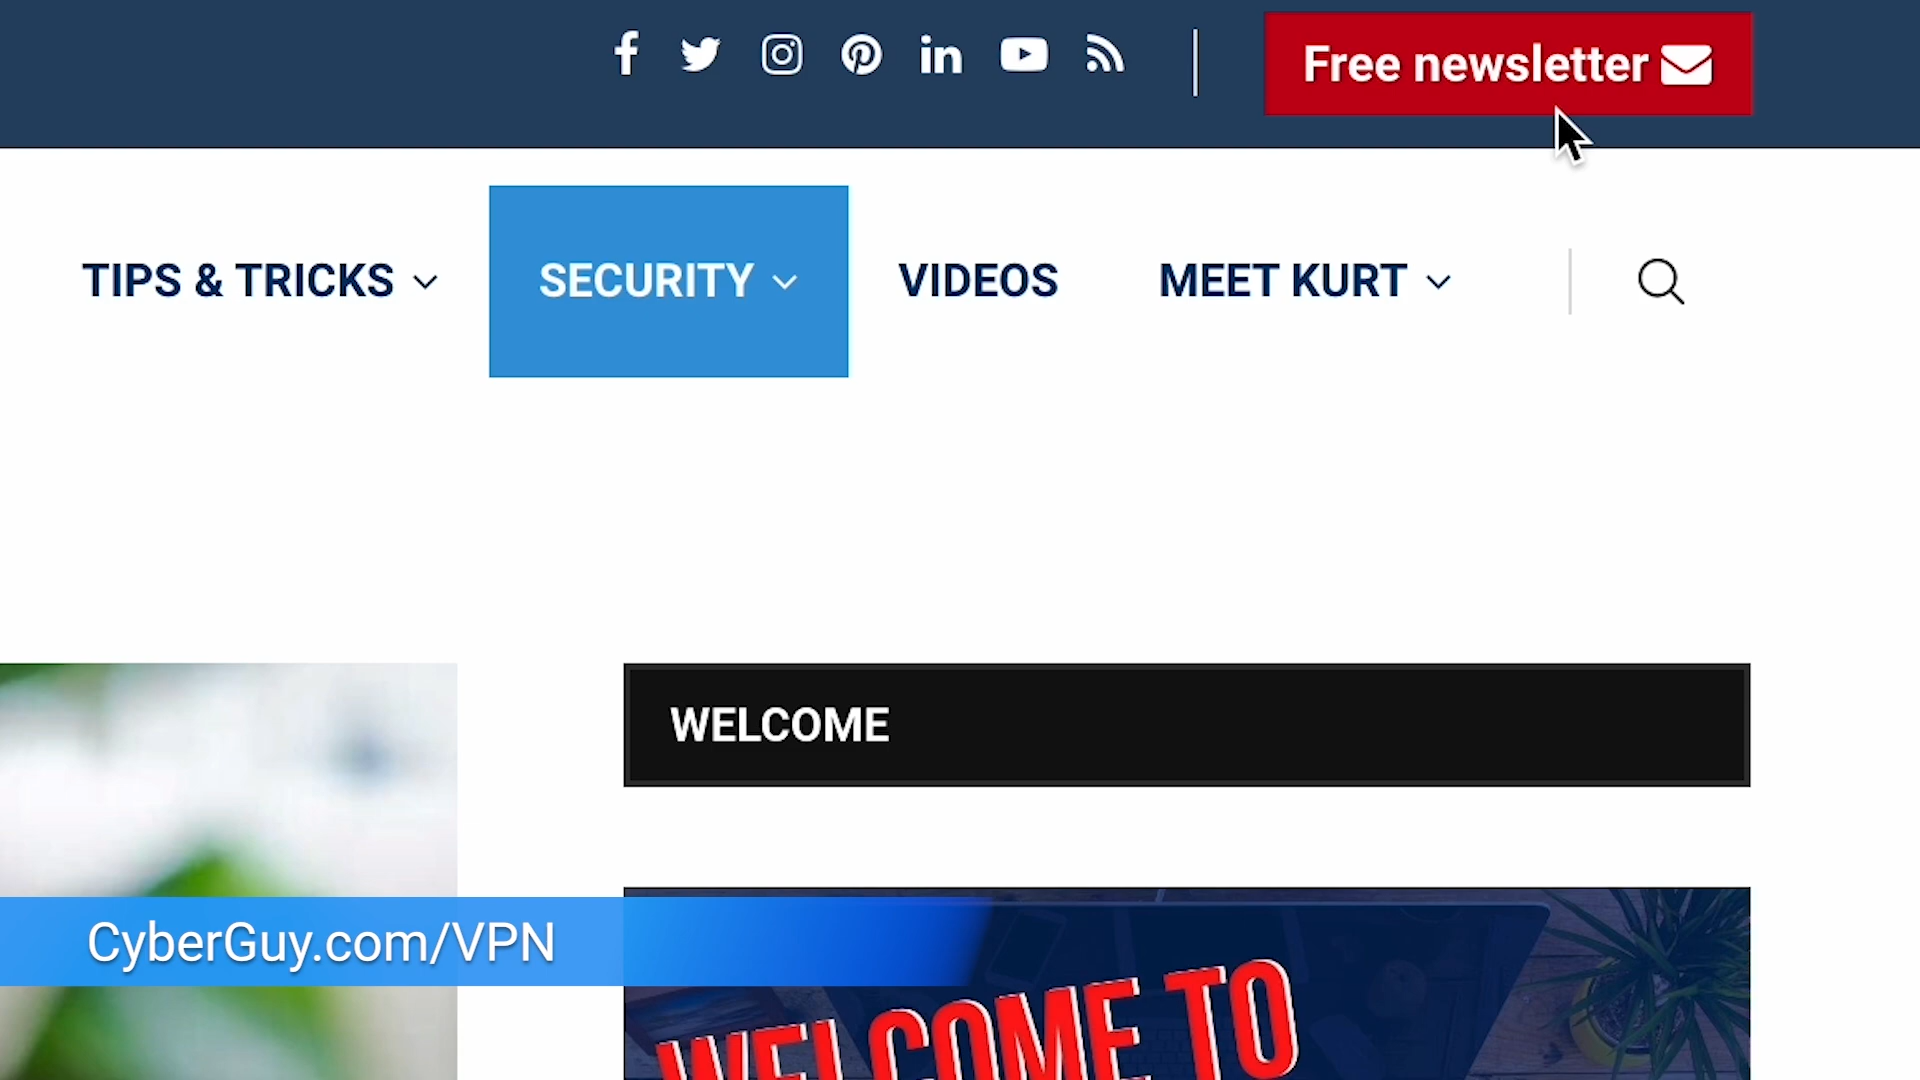 Free newsletter
TIPS & TRICKS SECURITY VIDEOS MEET KURT
WELCOME
CyberGuy.com/VPN
WELCOME TO